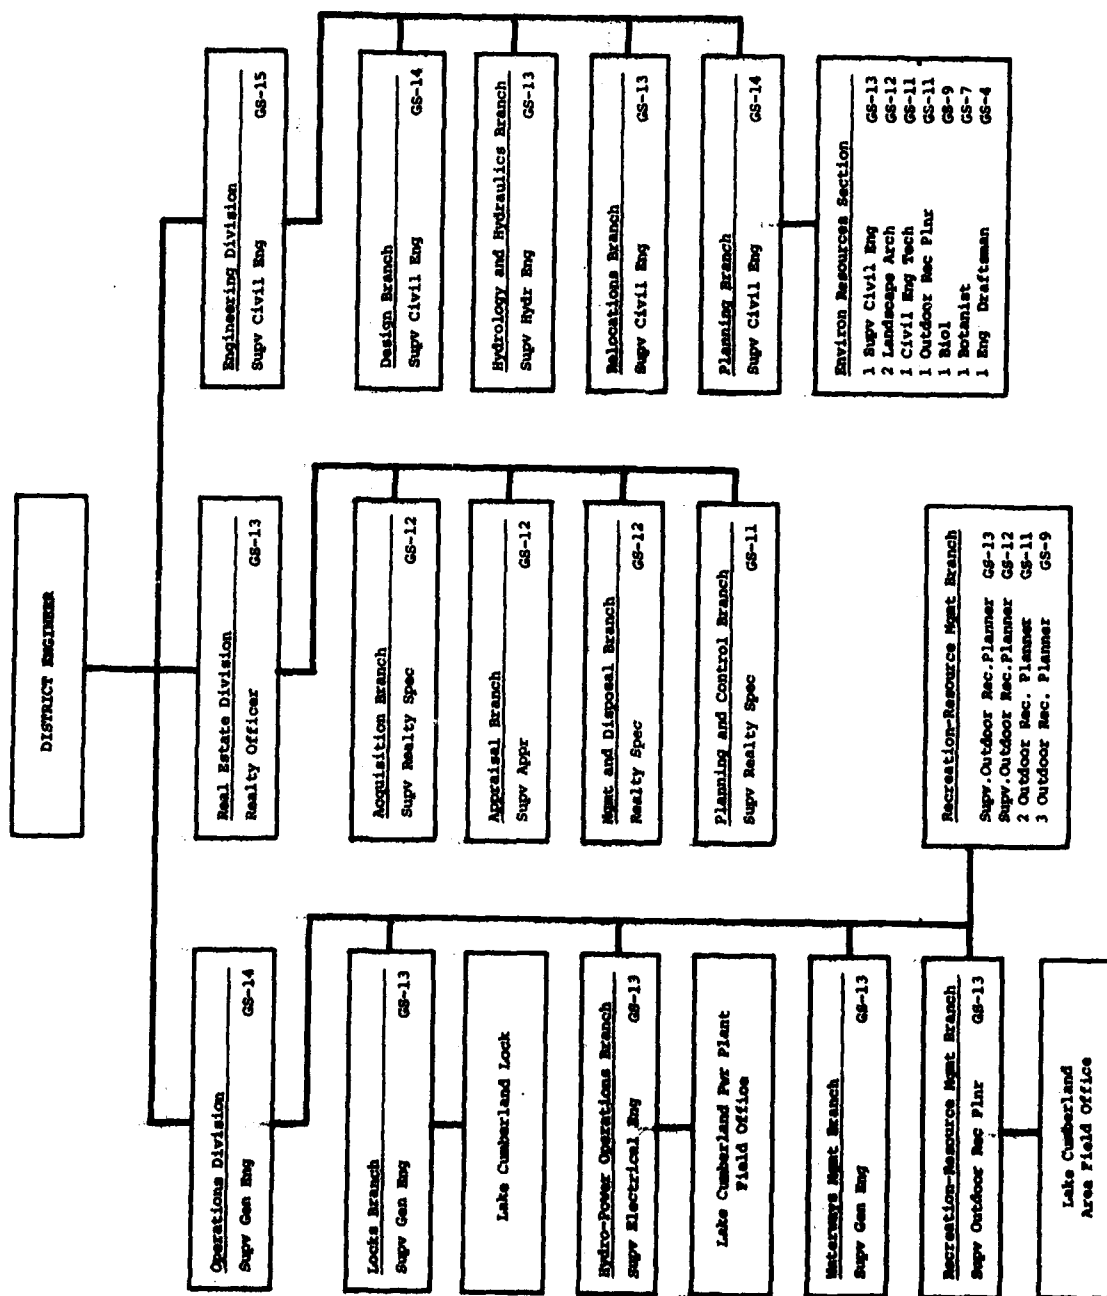 DISTRICT ENGINEER
Operations Division
Supv Gen Eng GS-14
Locks Branch
Supv Gen Eng GS-13
Lake Cumberland Lock
Hydro-Power Operations Branch
Supv Electrical Eng GS-13
Lake Cumberland Pwr Plant
Field Office
Waterways Mgmt Branch
Supv Gen Eng GS-13
Recreation-Resource Mgmt Branch
Supv Outdoor Rec Plnr GS-13
Lake Cumberland
Area Field Office
Recreation-Resource Mgmt Branch
Supv.Outdoor Rec.Planner GS-13
Supv.Outdoor Rec.Planner GS-12
2 Outdoor Rec. Planner GS-11
3 Outdoor Rec. Planner GS-9
Real Estate Division
Realty Officer GS-13
Acquisition Branch
Supv Realty Spec GS-12
Appraisal Branch
Supv Appr GS-12
Mgmt and Disposal Branch
Realty Spec GS-12
Planning and Control Branch
Supv Realty Spec GS-11
Engineering Division
Supv Civil Eng GS-15
Design Branch
Supv Civil Eng GS-14
Hydrology and Hydraulics Branch
Supv Hydr Eng GS-13
Relocations Branch
Supv Civil Eng GS-13
Planning Branch
Supv Civil Eng GS-14
Environ Resources Section
1 Supv Civil Eng GS-13
2 Landscape Arch GS-12
1 Civil Eng Tech GS-11
1 Outdoor Rec Plnr GS-11
1 Biol GS-9
1 Botanist GS-7
1 Eng Draftsman GS-4